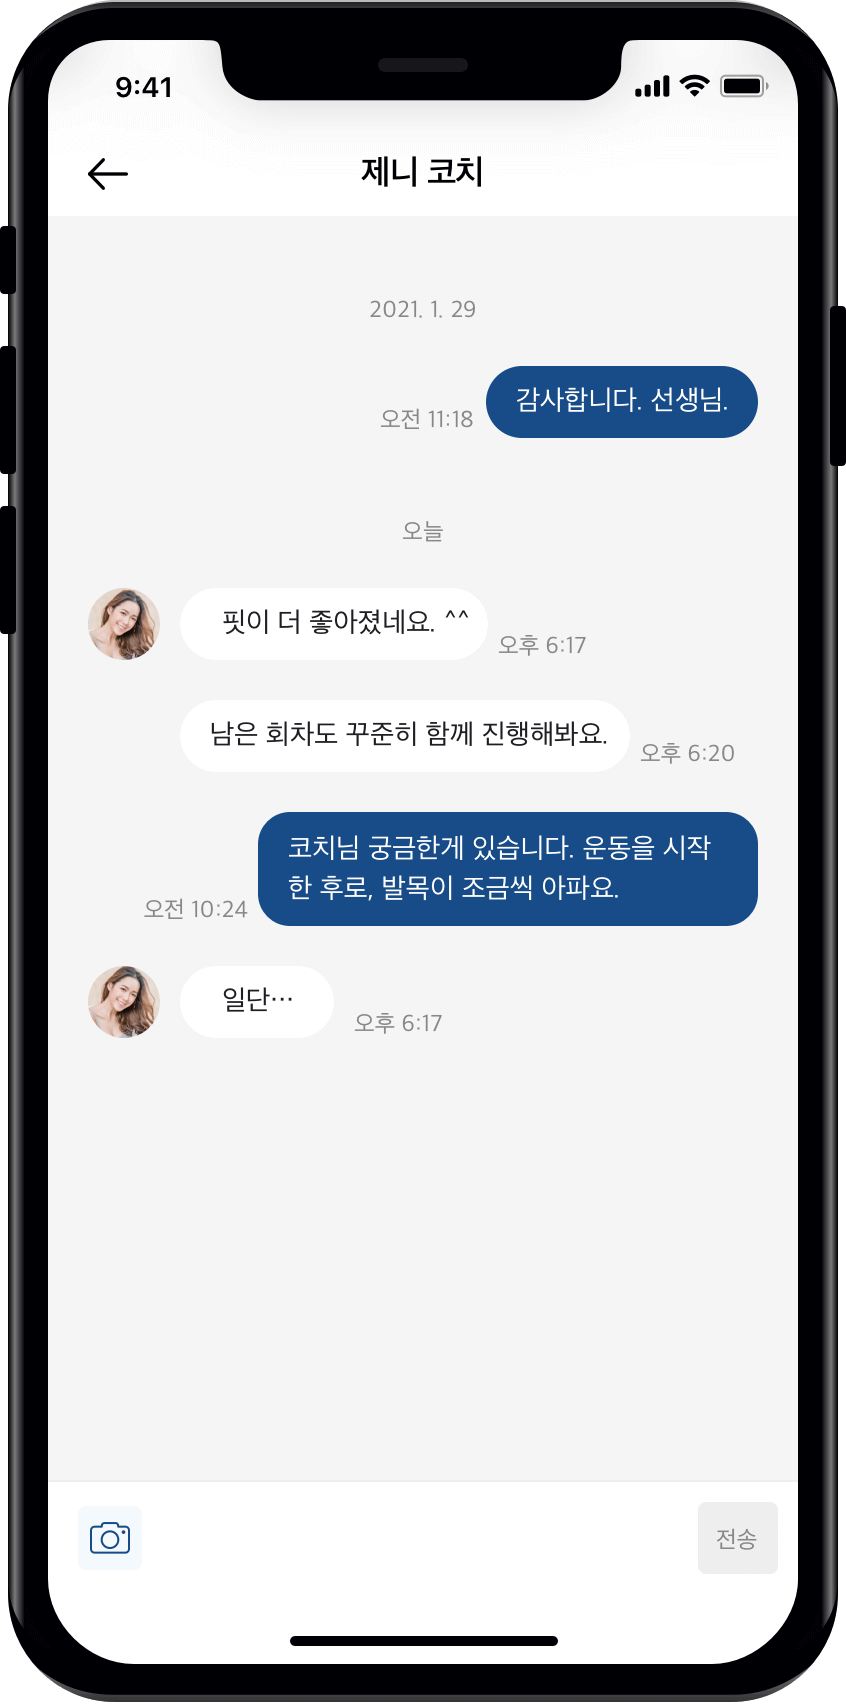 9:41
제니 코치
2021. 1. 29
감사합니다. 선생님.
오전 11:18
오늘
핏이 더 좋아졌네요. ^^
오후 6:17
남은 회차도 꾸준히 함께 진행해봐요.
오후 6:20
코치님 궁금한게 있습니다. 운동을 시작
한 후로, 발목이 조금씩 아파요.
오전 10:24
일단…
오후 6:17
전송